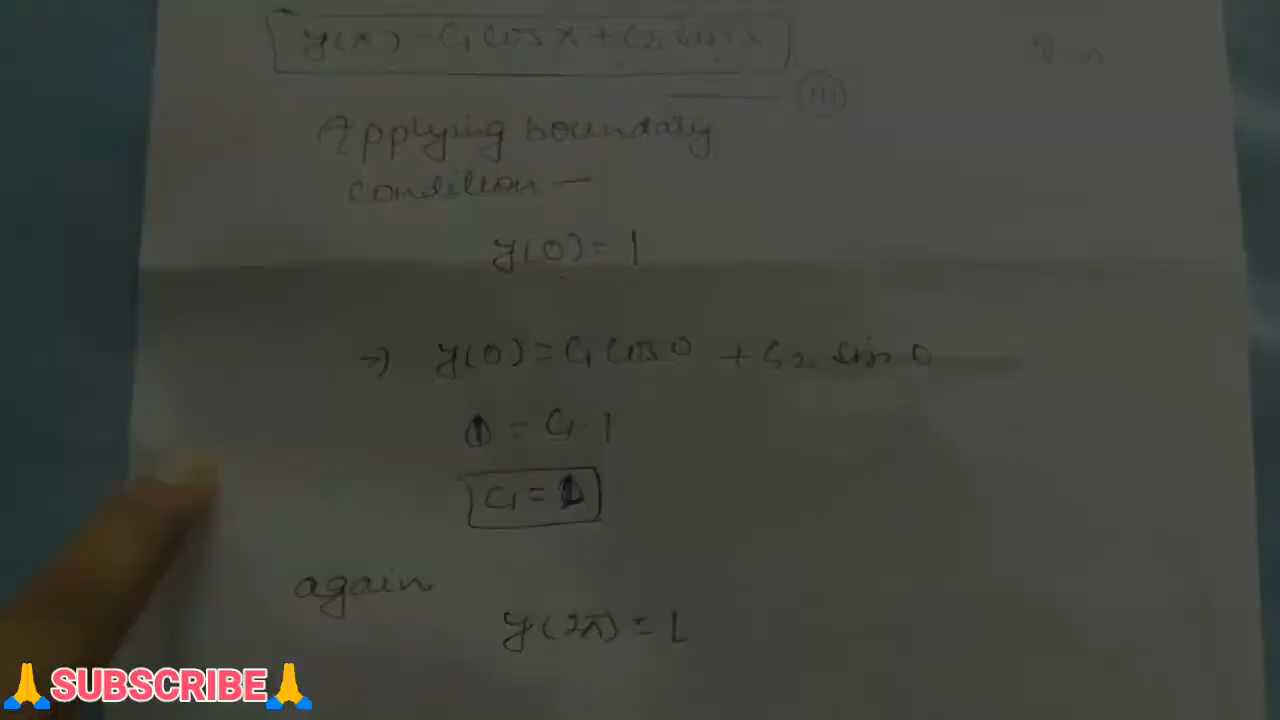 y(x) = C₁ cos x + C₂ sin x
(iii)
Applying boundary
condition —
y(0) = 1
→ y(0) = C₁ cos 0 + C₂ sin 0
1 = C₁ · 1
C₁ = 1
again
y(2π) = 1
🙏SUBSCRIBE🙏